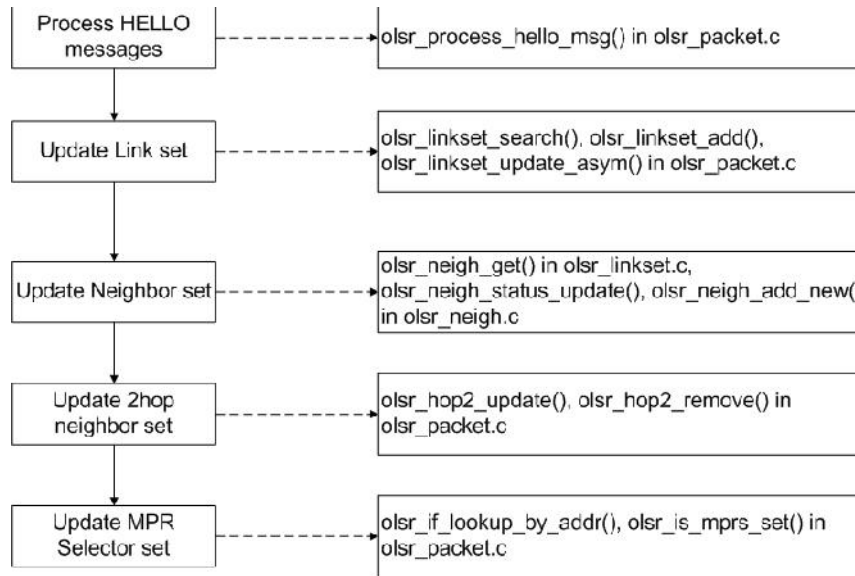 Process HELLO
messages
olsr_process_hello_msg() in olsr_packet.c
Update Link set
olsr_linkset_search(), olsr_linkset_add(),
olsr_linkset_update_asym() in olsr_packet.c
Update Neighbor set
olsr_neigh_get() in olsr_linkset.c,
olsr_neigh_status_update(), olsr_neigh_add_new(
in olsr_neigh.c
Update 2hop
neighbor set
olsr_hop2_update(), olsr_hop2_remove() in
olsr_packet.c
Update MPR
Selector set
olsr_if_lookup_by_addr(), olsr_is_mprs_set() in
olsr_packet.c